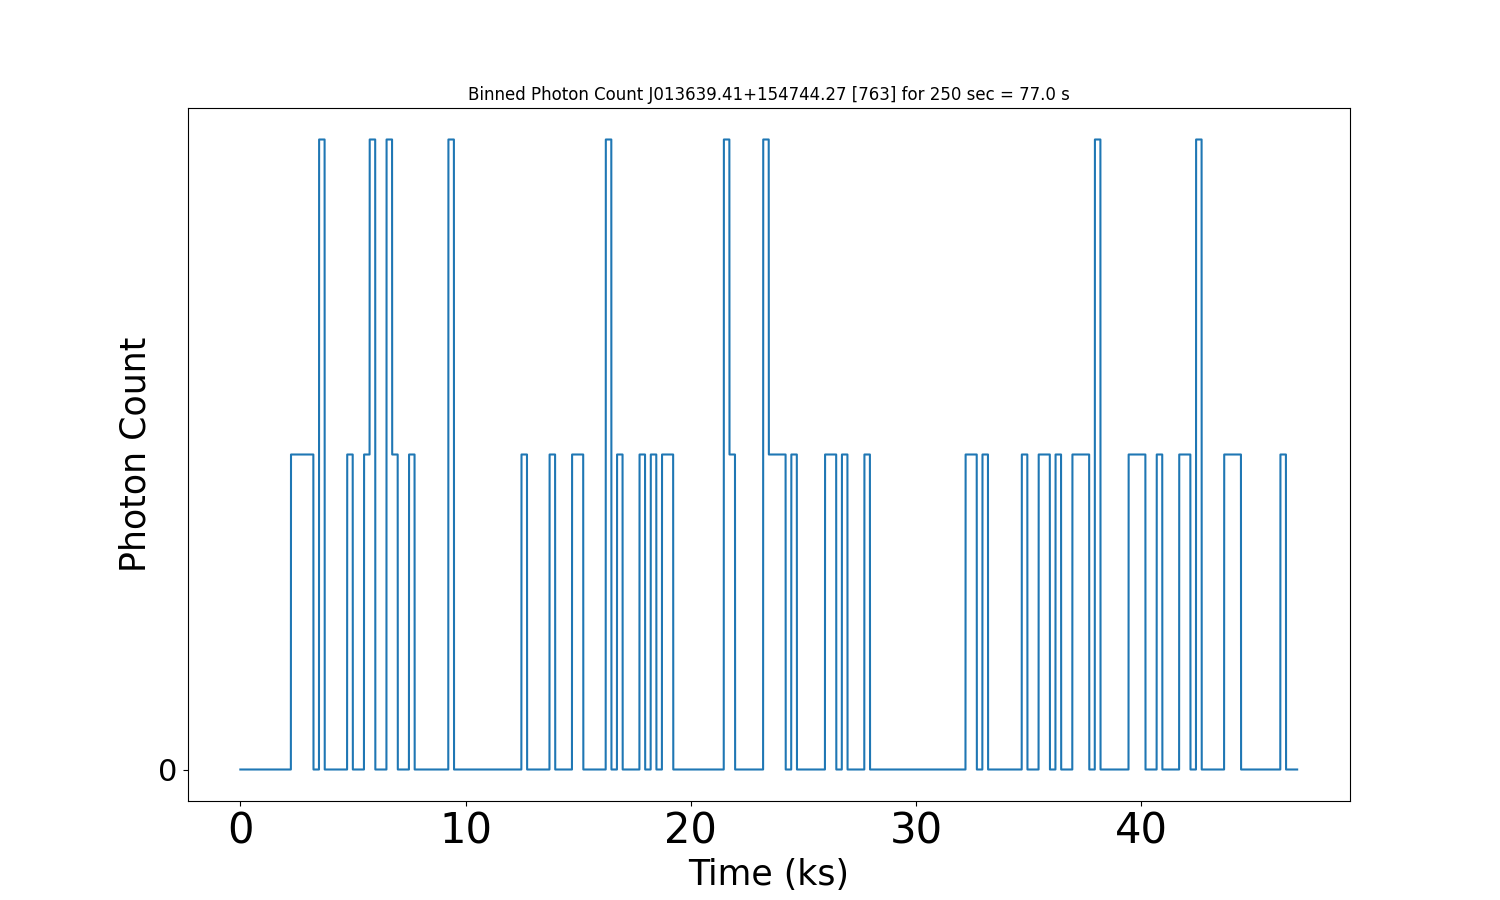 Binned Photon Count J013639.41+154744.27 [763] for 250 sec = 77.0 s
Photon Count
0
0 10 20 30 40
Time (ks)